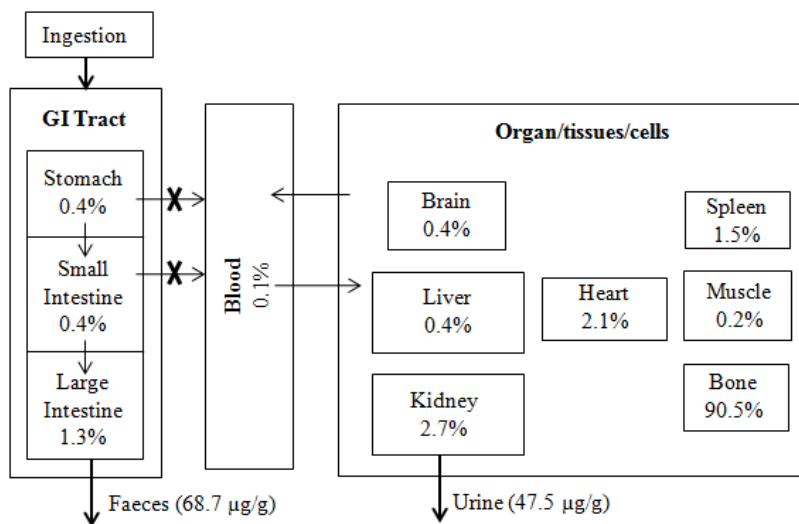 Ingestion
GI Tract
Stomach
0.4%
Small
Intestine
0.4%
Large
Intestine
1.3%
Faeces (68.7 µg/g)
Blood
0.1%
Organ/tissues/cells
Brain
0.4%
Liver
0.4%
Kidney
2.7%
Heart
2.1%
Spleen
1.5%
Muscle
0.2%
Bone
90.5%
Urine (47.5 µg/g)